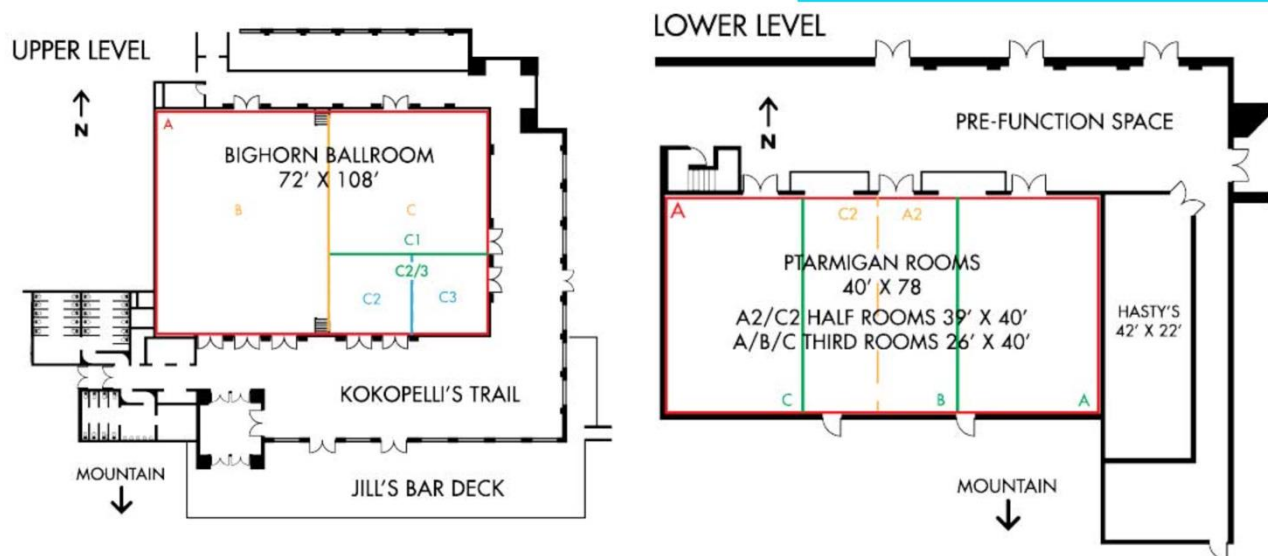 UPPER LEVEL
N
A
BIGHORN BALLROOM
72' X 108'
B
C
C1
C2/3
C2
C3
KOKOPELLI'S TRAIL
MOUNTAIN
JILL'S BAR DECK
LOWER LEVEL
N
PRE-FUNCTION SPACE
A
C2
A2
PTARMIGAN ROOMS
40' X 78
A2/C2 HALF ROOMS 39' X 40'
A/B/C THIRD ROOMS 26' X 40'
HASTY'S
42' X 22'
C
B
A
MOUNTAIN